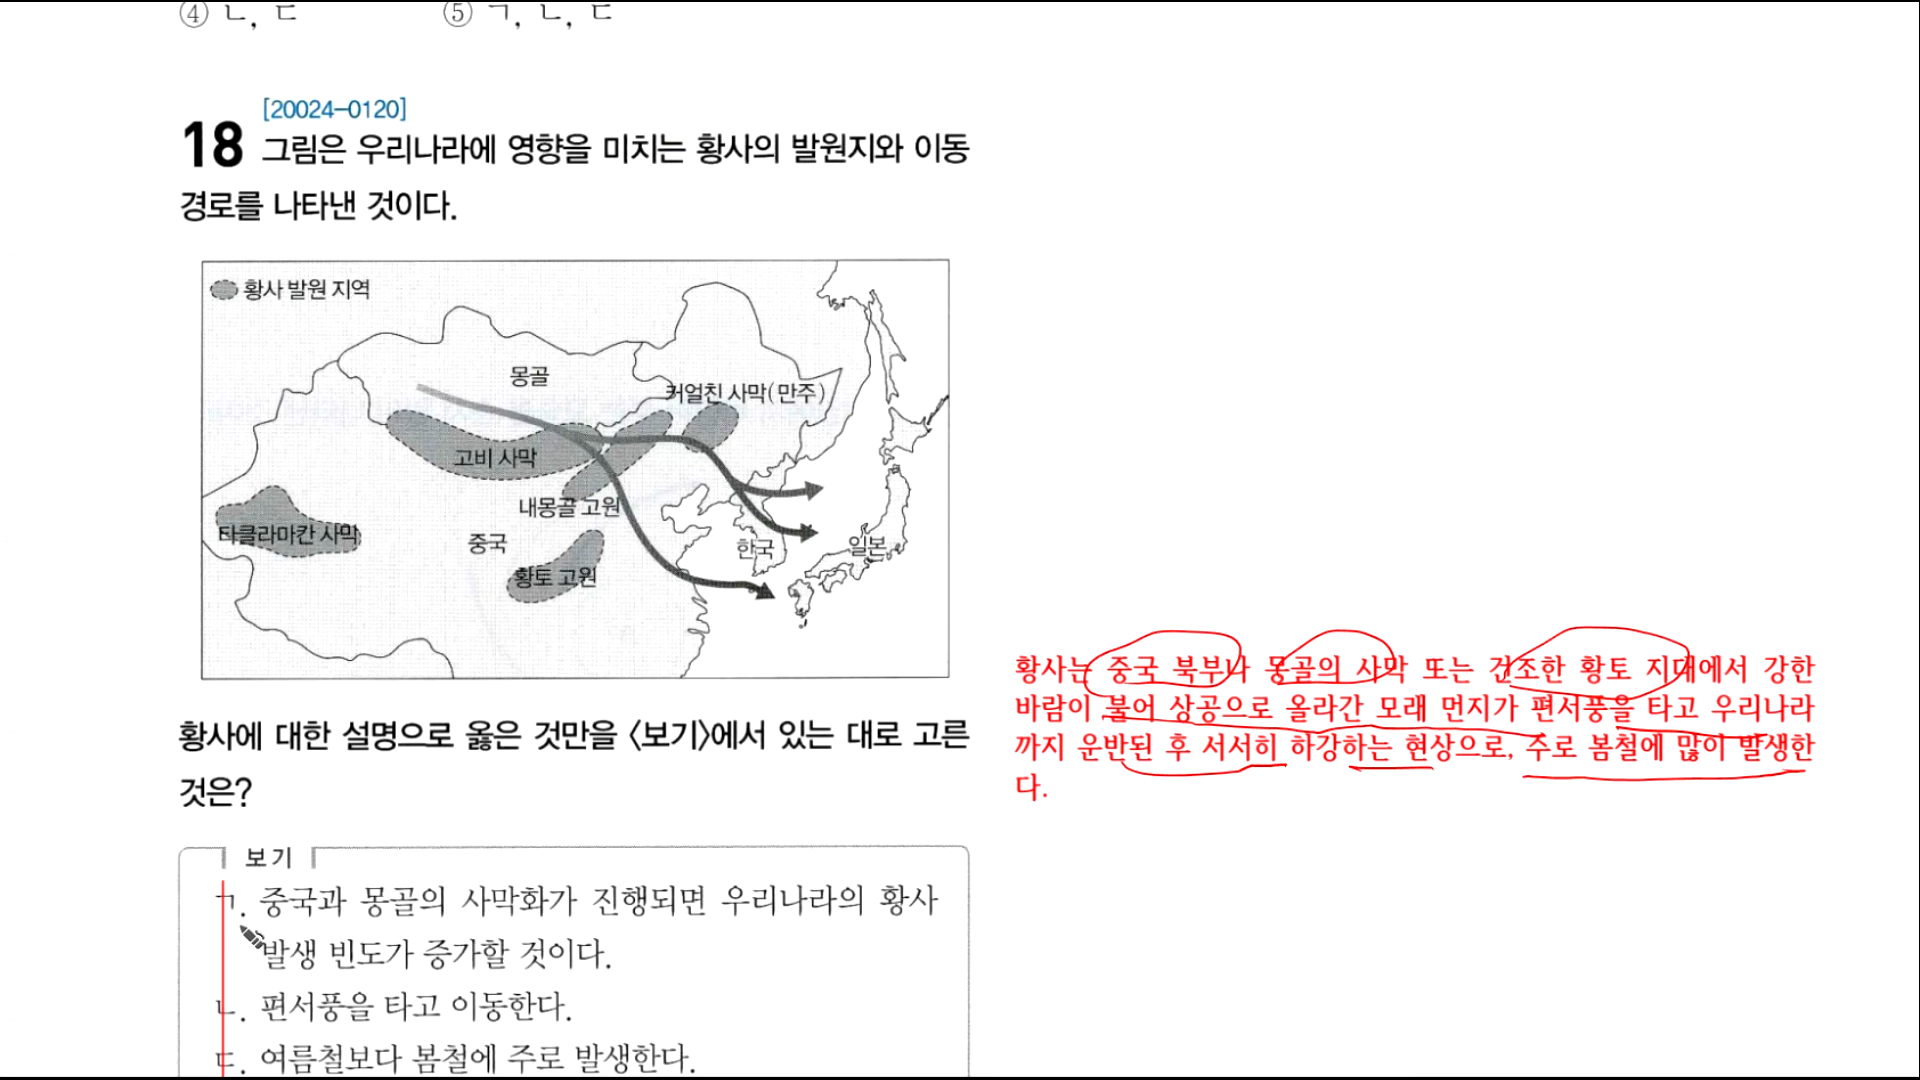 ④ ㄴ, ㄷ ⑤ ㄱ, ㄴ, ㄷ
[20024-0120]
18 그림은 우리나라에 영향을 미치는 황사의 발원지와 이동
경로를 나타낸 것이다.
황사 발원 지역
몽골
커얼친 사막(만주)
고비 사막
내몽골 고원
타클라마칸 사막
중국
한국
일본
황토 고원
황사에 대한 설명으로 옳은 것만을 〈보기〉에서 있는 대로 고른
것은?
보기
ㄱ. 중국과 몽골의 사막화가 진행되면 우리나라의 황사
발생 빈도가 증가할 것이다.
ㄴ. 편서풍을 타고 이동한다.
ㄷ. 여름철보다 봄철에 주로 발생한다.
황사는 중국 북부나 몽골의 사막 또는 건조한 황토 지대에서 강한
바람이 불어 상공으로 올라간 모래 먼지가 편서풍을 타고 우리나라
까지 운반된 후 서서히 하강하는 현상으로, 주로 봄철에 많이 발생한
다.